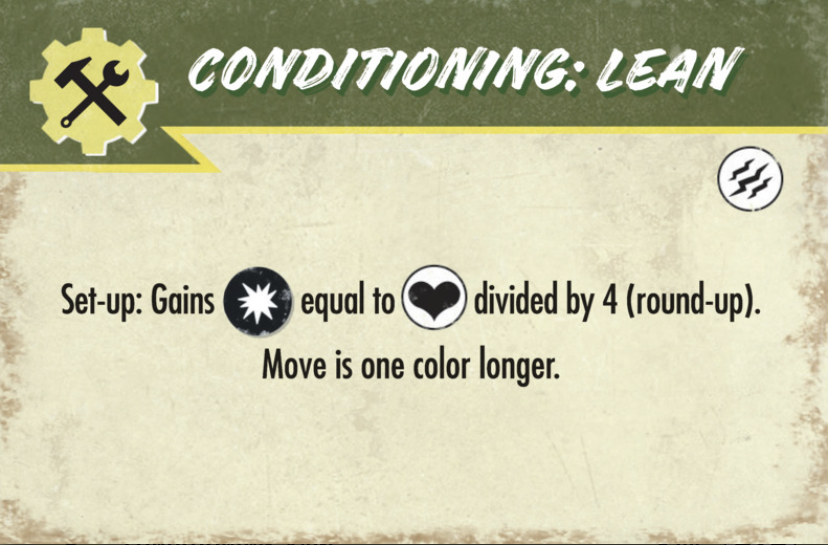 CONDITIONING: LEAN
Set-up: Gains equal to divided by 4 (round-up).
Move is one color longer.